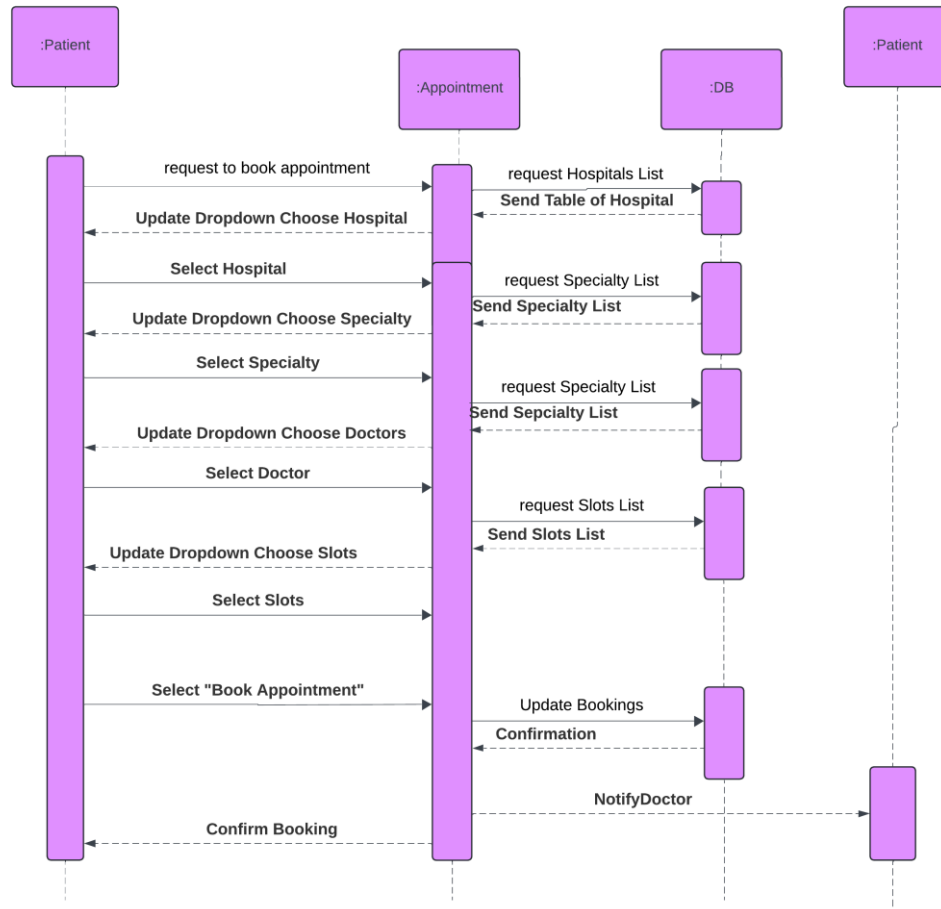 :Patient
:Appointment
:DB
:Patient
request to book appointment
request Hospitals List
Send Table of Hospital
Update Dropdown Choose Hospital
Select Hospital
request Specialty List
Send Specialty List
Update Dropdown Choose Specialty
Select Specialty
request Specialty List
Send Sepcialty List
Update Dropdown Choose Doctors
Select Doctor
request Slots List
Send Slots List
Update Dropdown Choose Slots
Select Slots
Select "Book Appointment"
Update Bookings
Confirmation
NotifyDoctor
Confirm Booking